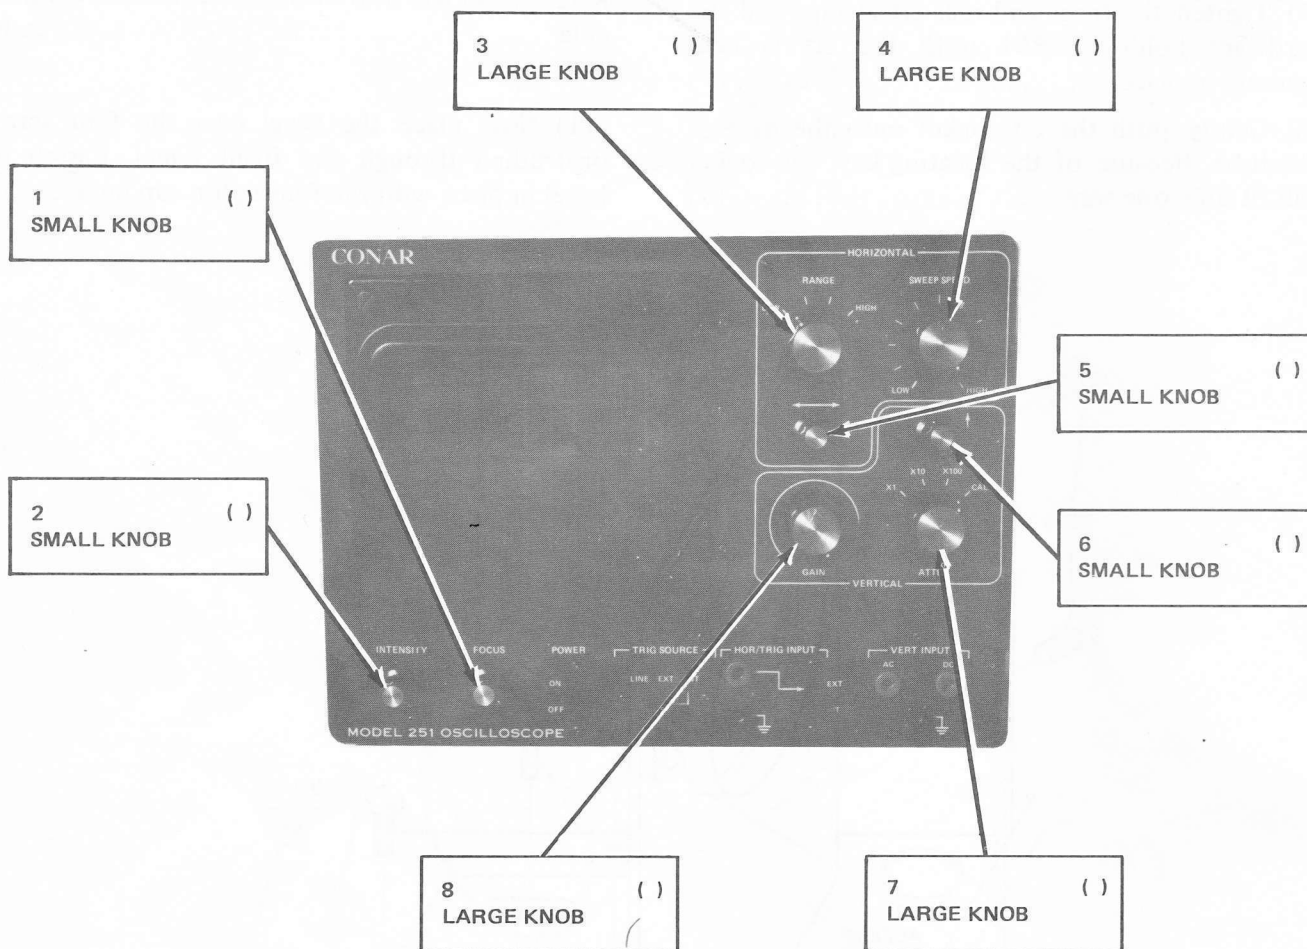 3 ( )
LARGE KNOB
4 ( )
LARGE KNOB
1 ( )
SMALL KNOB
CONAR
HORIZONTAL
RANGE
SWEEP SPEED
HIGH
5 ( )
SMALL KNOB
LOW
HIGH
2 ( )
SMALL KNOB
X1
X10
X100
CAL
6 ( )
SMALL KNOB
GAIN
VERTICAL
INTENSITY
FOCUS
POWER
TRIG SOURCE
HOR/TRIG INPUT
VERT INPUT
ON
OFF
LINE EXT
EXT
AC
DC
MODEL 251 OSCILLOSCOPE
8 ( )
LARGE KNOB
7 ( )
LARGE KNOB